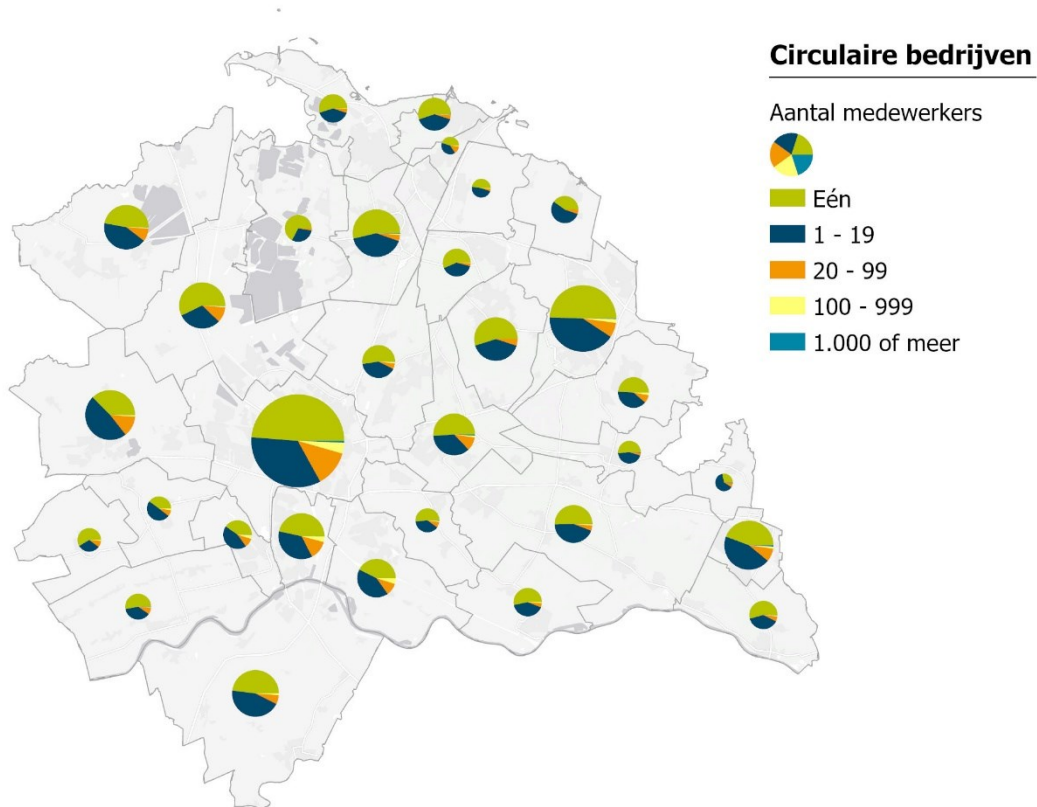 Circulaire bedrijven
Aantal medewerkers
Eén
1 - 19
20 - 99
100 - 999
1.000 of meer